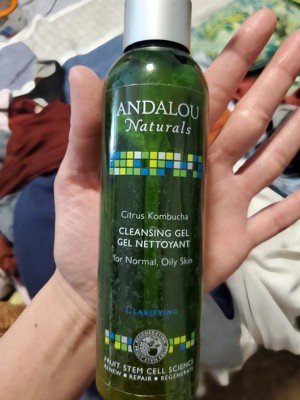 ANDALOU
Naturals
Citrus Kombucha
CLEANSING GEL
GEL NETTOYANT
for Normal, Oily Skin
CLARIFYING
FRUIT STEM CELL SCIENCE
RENEW • REPAIR • REGENERATE